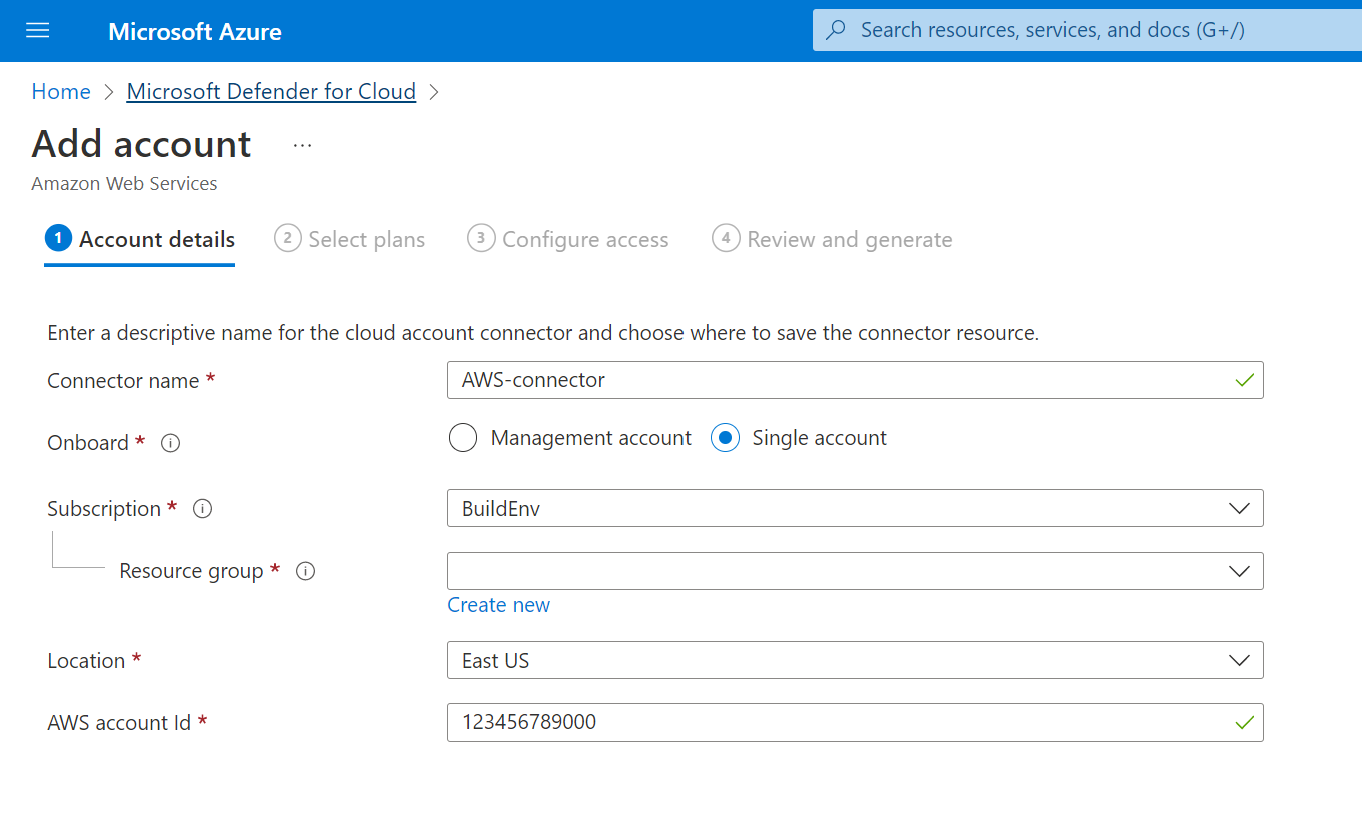 Microsoft Azure
Search resources, services, and docs (G+/)
Home > Microsoft Defender for Cloud >
Add account ...
Amazon Web Services
1 Account details 2 Select plans 3 Configure access 4 Review and generate
Enter a descriptive name for the cloud account connector and choose where to save the connector resource.
Connector name * AWS-connector
Onboard * Management account Single account
Subscription * BuildEnv
Resource group *
Create new
Location * East US
AWS account Id * 123456789000